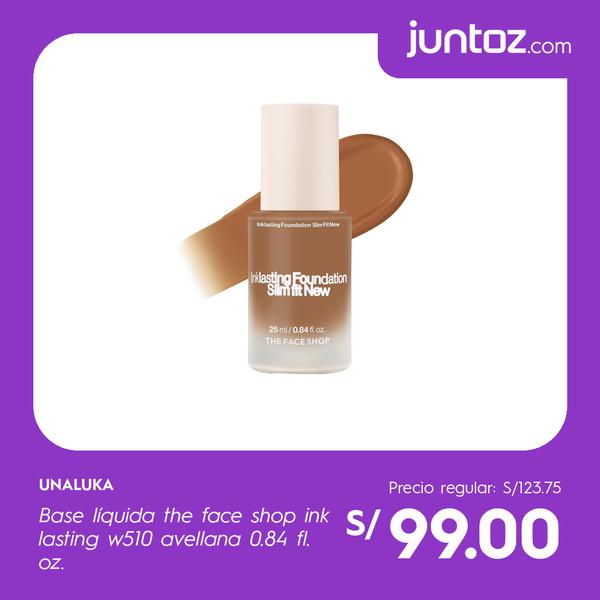 juntoz.com
Inklasting Foundation Slim Fit New
Inklasting Foundation
Slim fit New
25 ml / 0.84 fl. oz.
THE FACE SHOP
UNALUKA
Base líquida the face shop ink
lasting w510 avellana 0.84 fl.
oz.
Precio regular: S/123.75
S/ 99.00